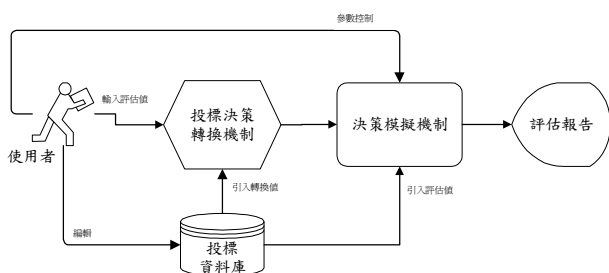 參數控制
輸入評估值
投標決策
轉換機制
決策模擬機制
評估報告
使用者
引入轉換值
引入評估值
編輯
投標
資料庫